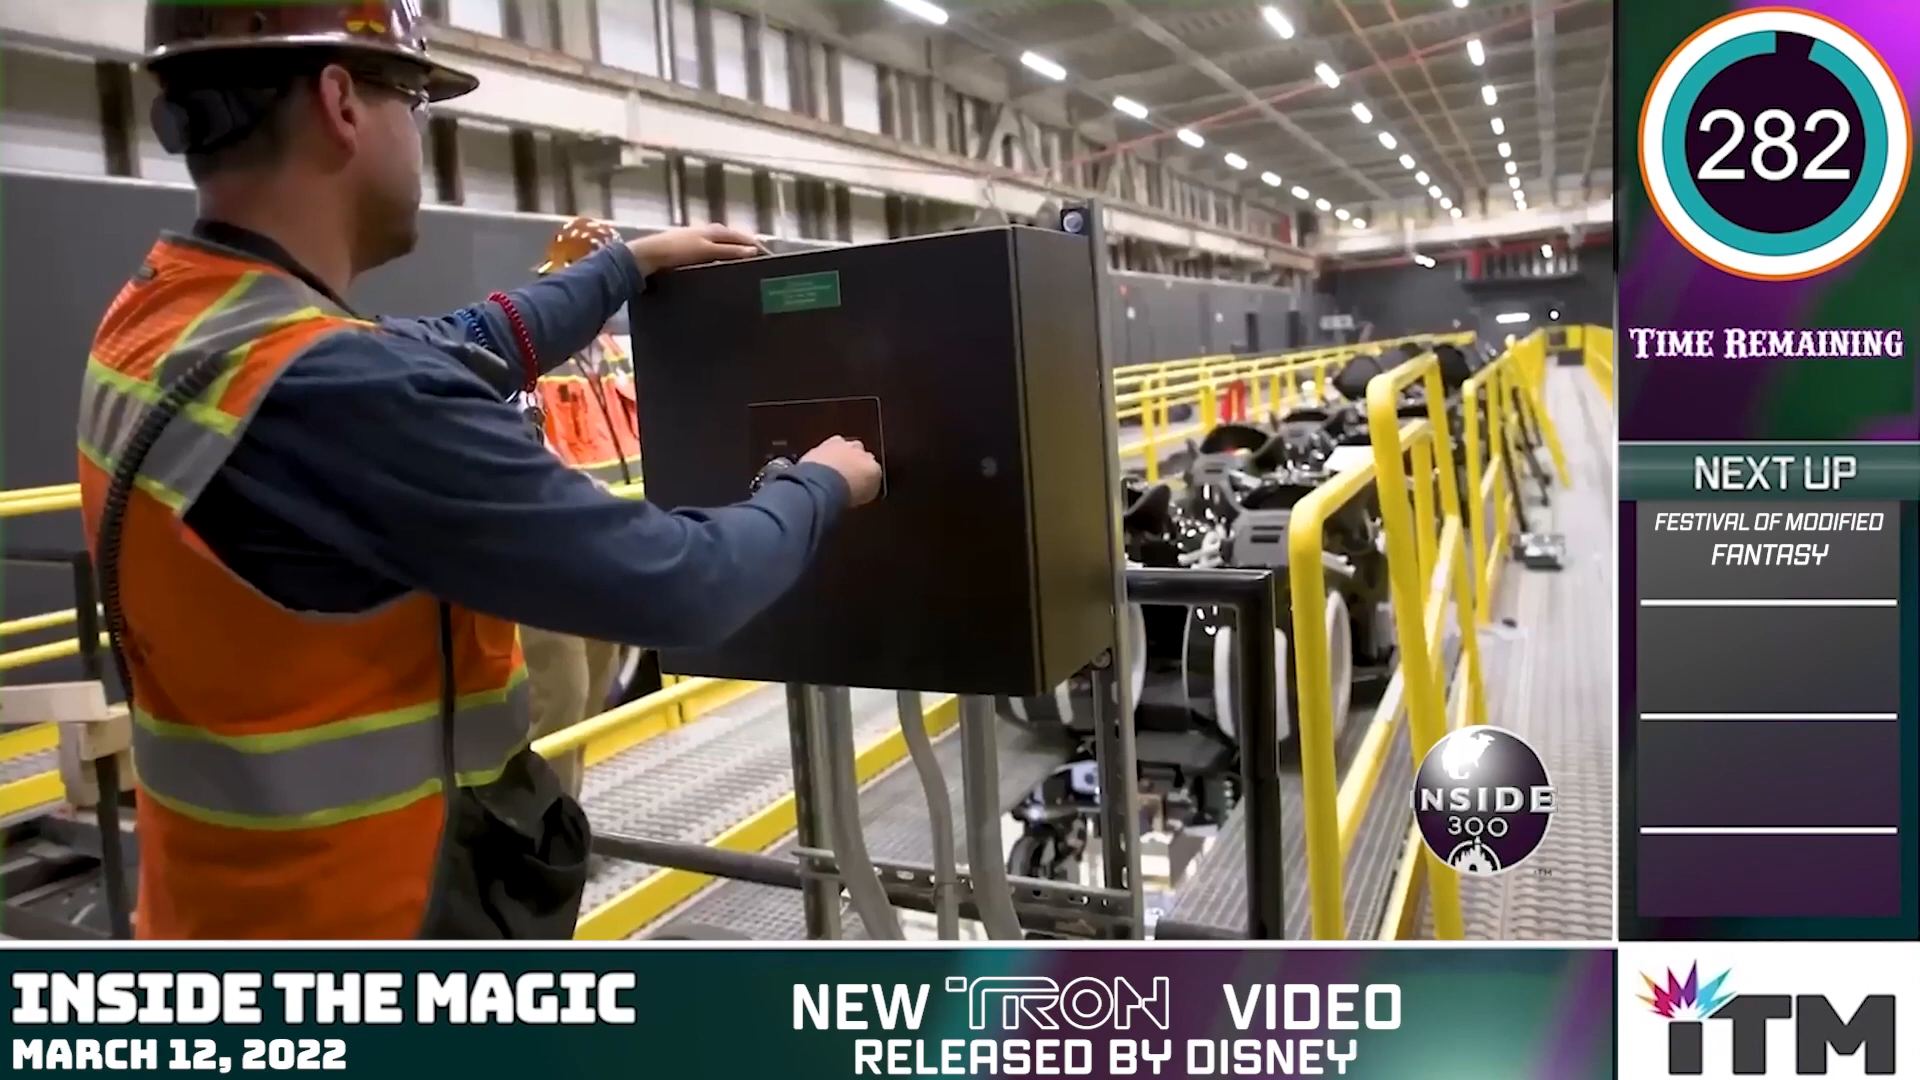 282
TIME REMAINING
NEXT UP
FESTIVAL OF MODIFIED
FANTASY
INSIDE
300
TM
INSIDE THE MAGIC
MARCH 12, 2022
NEW TRON VIDEO
RELEASED BY DISNEY
iTM